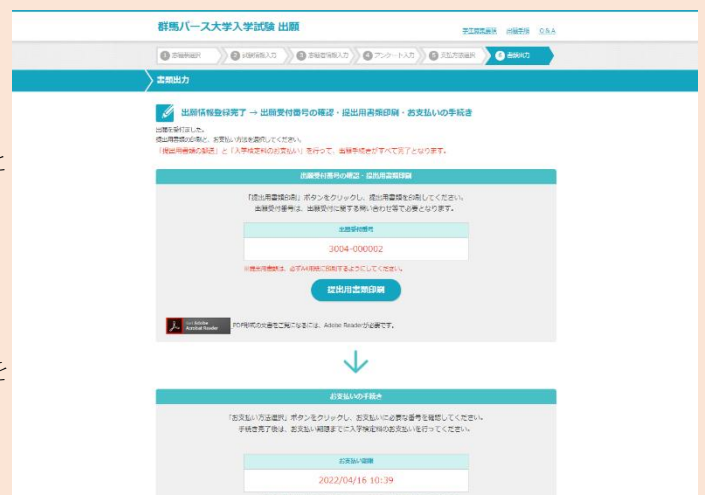 群馬パース大学入学試験 出願
学生募集要項 出願手順 Q&A
1 志願種選択 2 試験情報入力 3 志願者情報入力 4 アンケート入力 5 支払方法選択 6 書類出力
書類出力
出願情報登録完了 → 出願受付番号の確認・提出用書類印刷・お支払いの手続き
出願を受付ました。
提出用書類の印刷と、お支払い方法を選択してください。
「提出用書類の郵送」と「入学検定料のお支払い」を行って、出願手続きがすべて完了となります。
出願受付番号の確認・提出用書類印刷
「提出用書類印刷」ボタンをクリックし、提出用書類を印刷してください。
出願受付番号は、出願受付に関する問い合わせ等で必要となります。
出願受付番号
3004-000002
※提出用書類は、必ずA4用紙に印刷するようにしてください。
提出用書類印刷
Get Adobe
Acrobat Reader
PDF形式の文書をご覧になるには、Adobe Readerが必要です。
お支払いの手続き
「お支払い方法選択」ボタンをクリックし、お支払いに必要な番号を確認してください。
手続き完了後は、お支払い期限までに入学検定料のお支払いを行ってください。
お支払い期限
2022/04/16 10:39
と
を